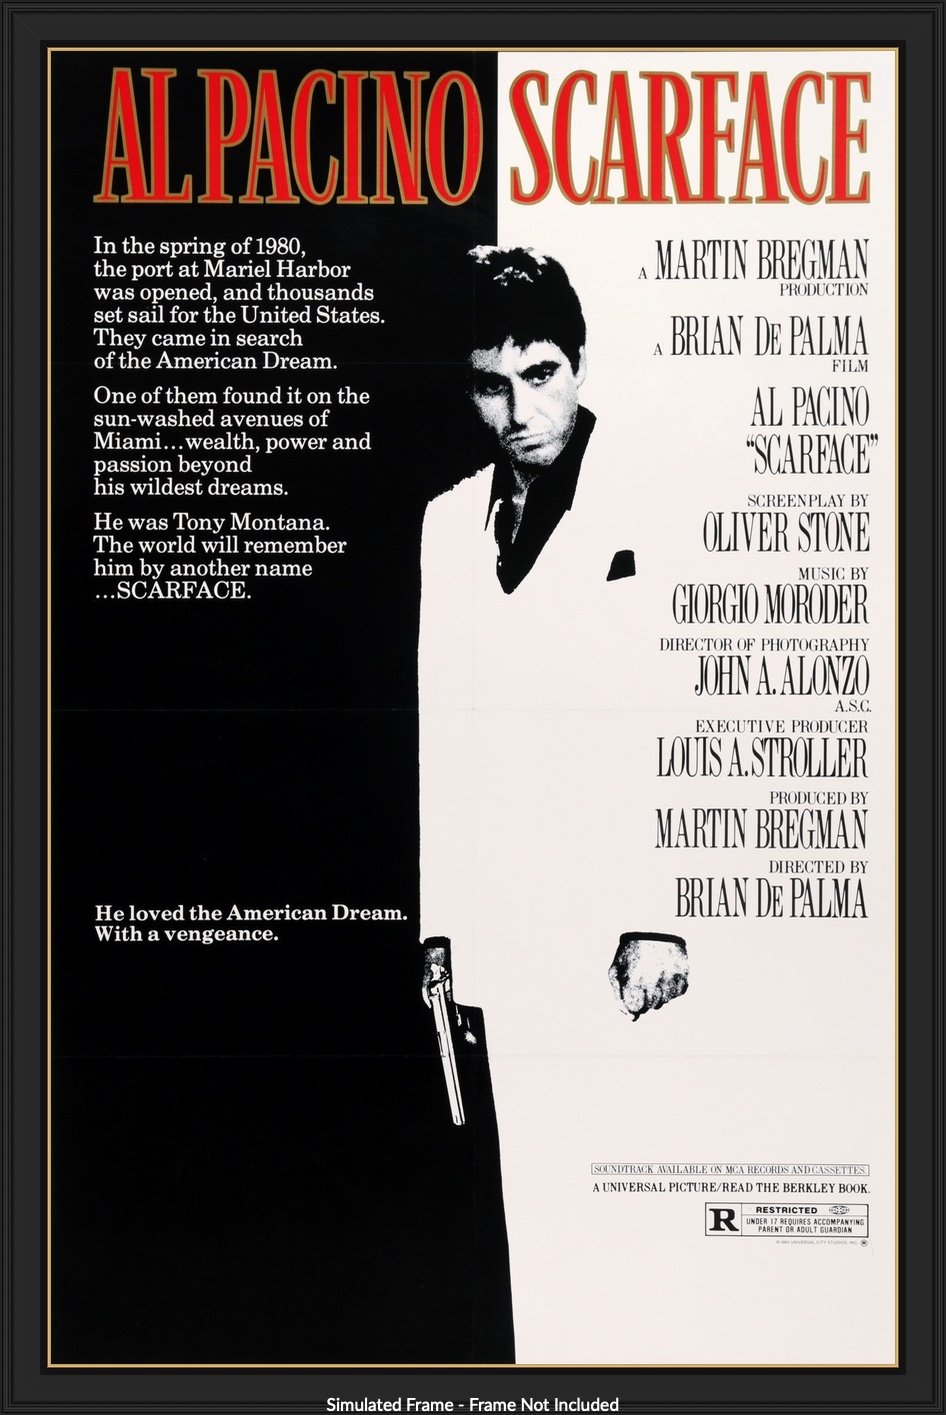 AL PACINO SCARFACE
In the spring of 1980,
the port at Mariel Harbor
was opened, and thousands
set sail for the United States.
They came in search
of the American Dream.
One of them found it on the
sun-washed avenues of
Miami...wealth, power and
passion beyond
his wildest dreams.
He was Tony Montana.
The world will remember
him by another name
...SCARFACE.
He loved the American Dream.
With a vengeance.
A MARTIN BREGMAN
PRODUCTION
A BRIAN DE PALMA
FILM
AL PACINO
“SCARFACE”
SCREENPLAY BY
OLIVER STONE
MUSIC BY
GIORGIO MORODER
DIRECTOR OF PHOTOGRAPHY
JOHN A. ALONZO
A.S.C.
EXECUTIVE PRODUCER
LOUIS A. STROLLER
PRODUCED BY
MARTIN BREGMAN
DIRECTED BY
BRIAN DE PALMA
SOUNDTRACK AVAILABLE ON MCA RECORDS AND CASSETTES.
A UNIVERSAL PICTURE/READ THE BERKLEY BOOK.
R RESTRICTED
UNDER 17 REQUIRES ACCOMPANYING
PARENT OR ADULT GUARDIAN
UNIVERSAL CITY STUDIOS, INC.
Simulated Frame - Frame Not Included